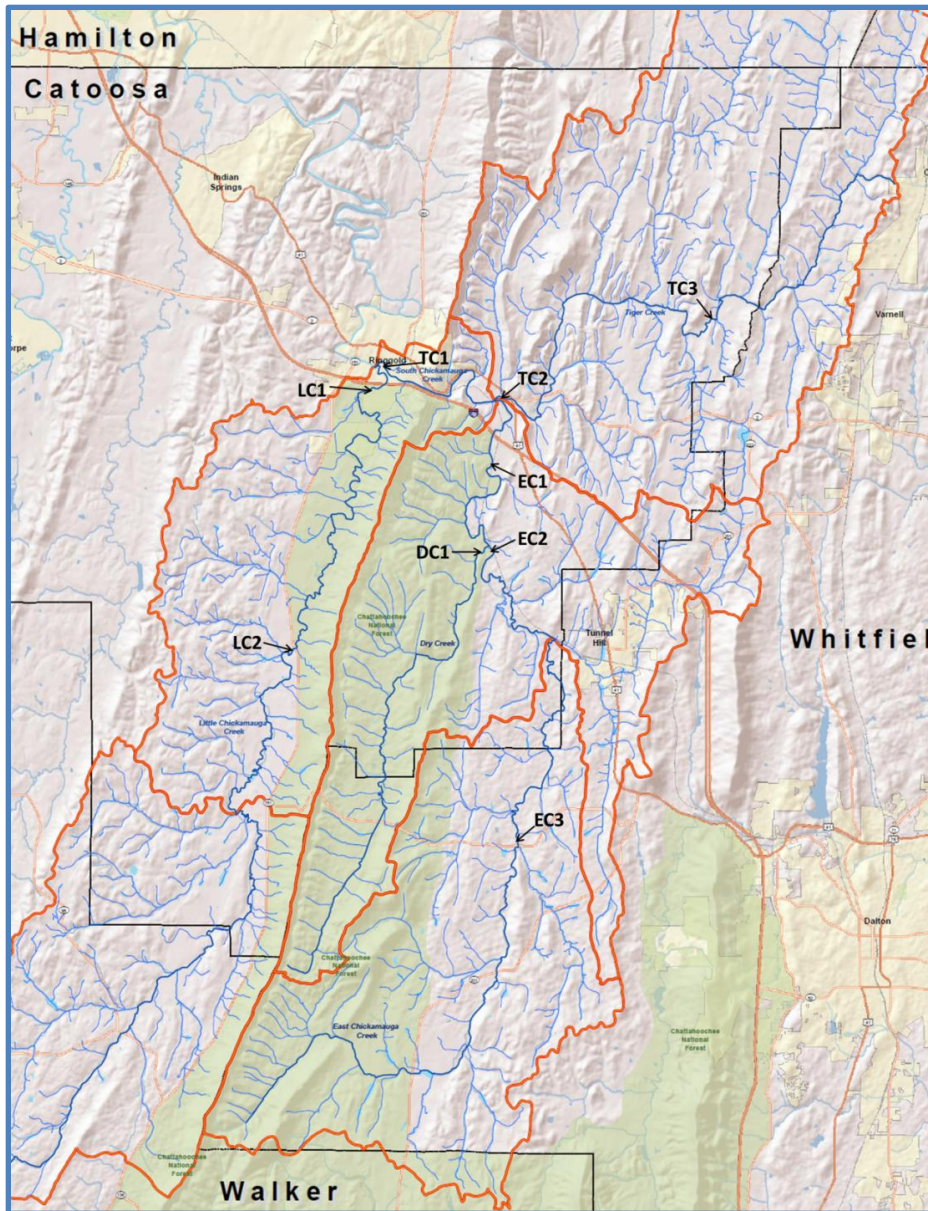 Hamilton
Catoosa
Indian
Springs
TC3
Tiger Creek
Varnell
Ringgold
TC1
South Chickamauga
Creek
LC1
TC2
EC1
DC1
EC2
Chattahoochee
National
Forest
Tunnel
Hill
Whitfiel
LC2
Dry Creek
Little Chickamauga
Creek
EC3
Dalton
Chattahoochee
National
Forest
East Chickamauga
Creek
Chattahoochee
National
Forest
Chattahoochee
National
Forest
Walker